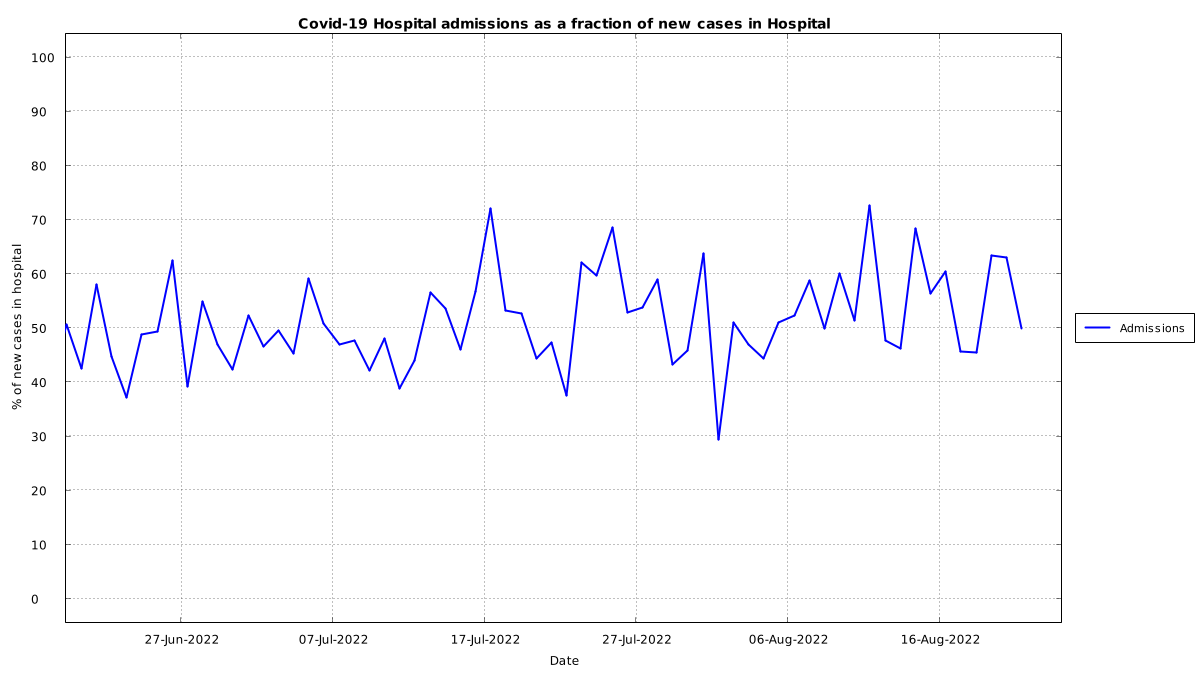 Covid-19 Hospital admissions as a fraction of new cases in Hospital
% of new cases in hospital
100
90
80
70
60
50
40
30
20
10
0
27-Jun-2022
07-Jul-2022
17-Jul-2022
27-Jul-2022
06-Aug-2022
16-Aug-2022
Date
Admissions